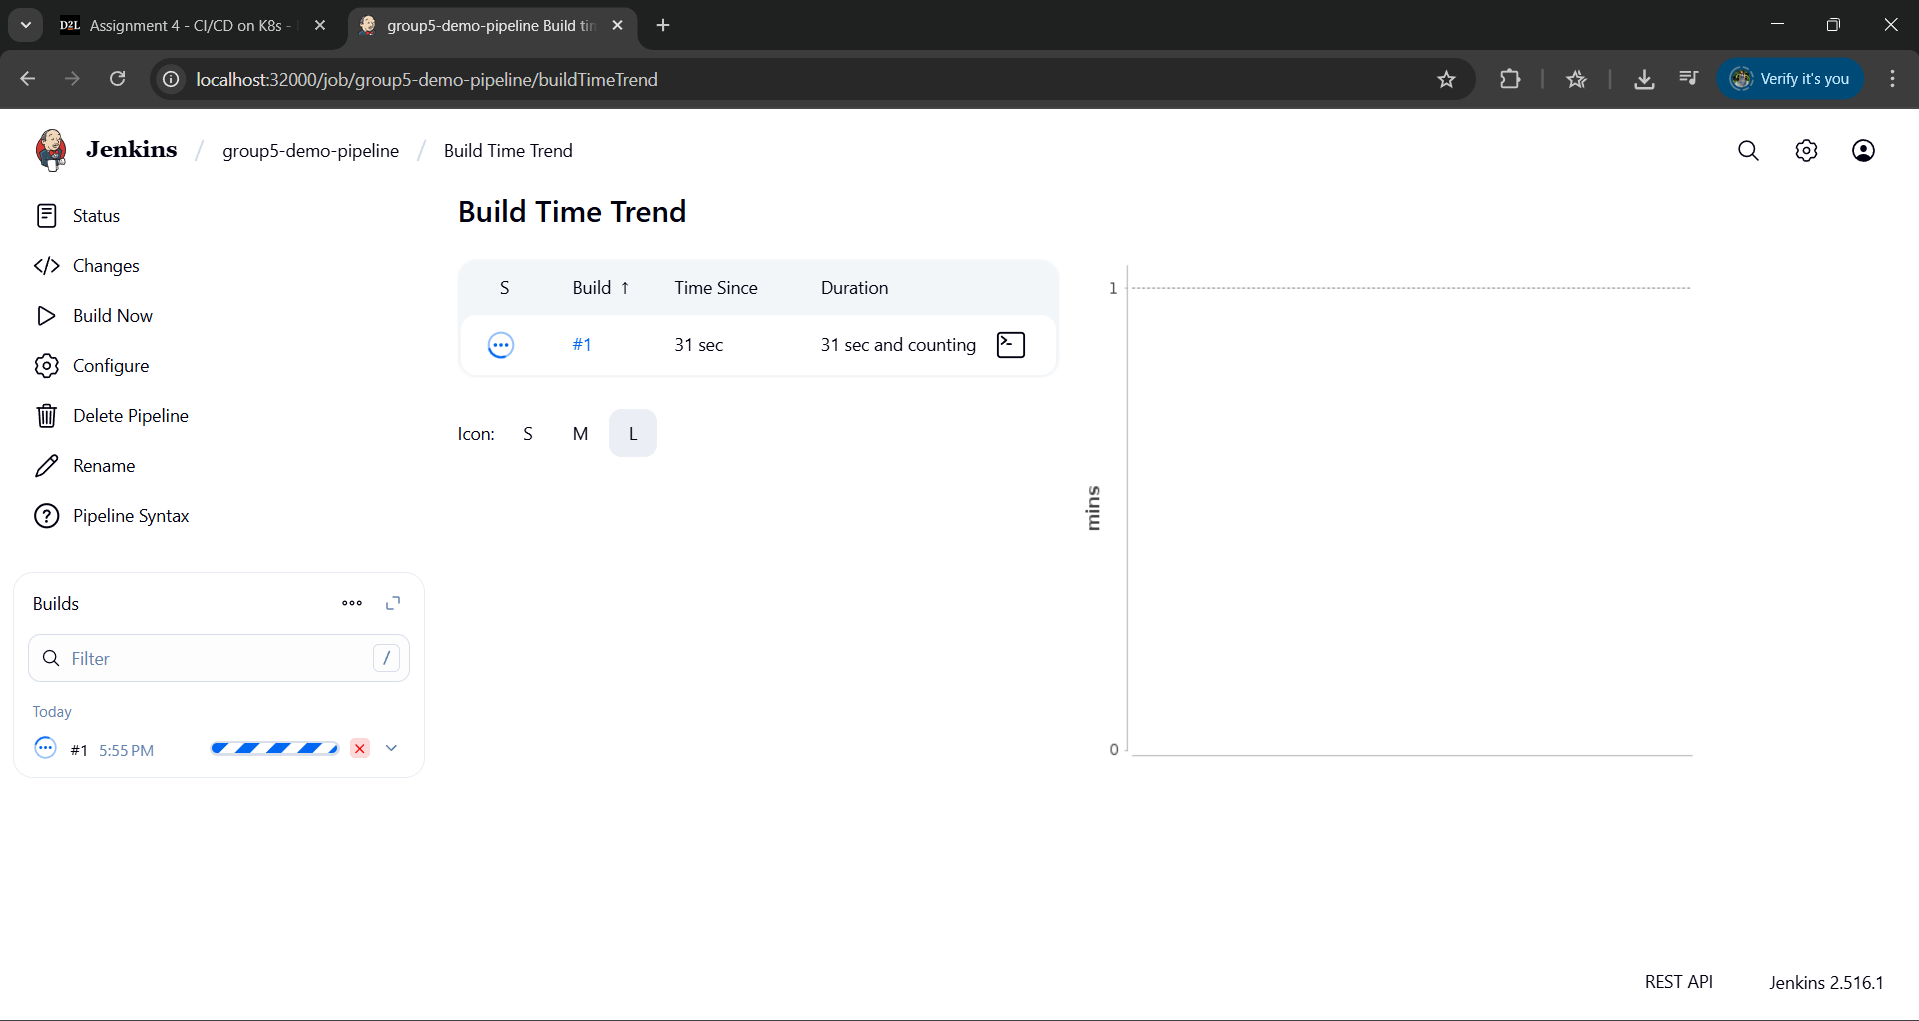 D2L Assignment 4 - CI/CD on K8s -
group5-demo-pipeline Build tin
localhost:32000/job/group5-demo-pipeline/buildTimeTrend
Verify it's you
Jenkins / group5-demo-pipeline / Build Time Trend
Status
Changes
Build Now
Configure
Delete Pipeline
Rename
Pipeline Syntax
Builds
Filter /
Today
#1 5:55 PM
Build Time Trend
S Build ↑ Time Since Duration
#1 31 sec 31 sec and counting
Icon: S M L
1
mins
0
REST API Jenkins 2.516.1